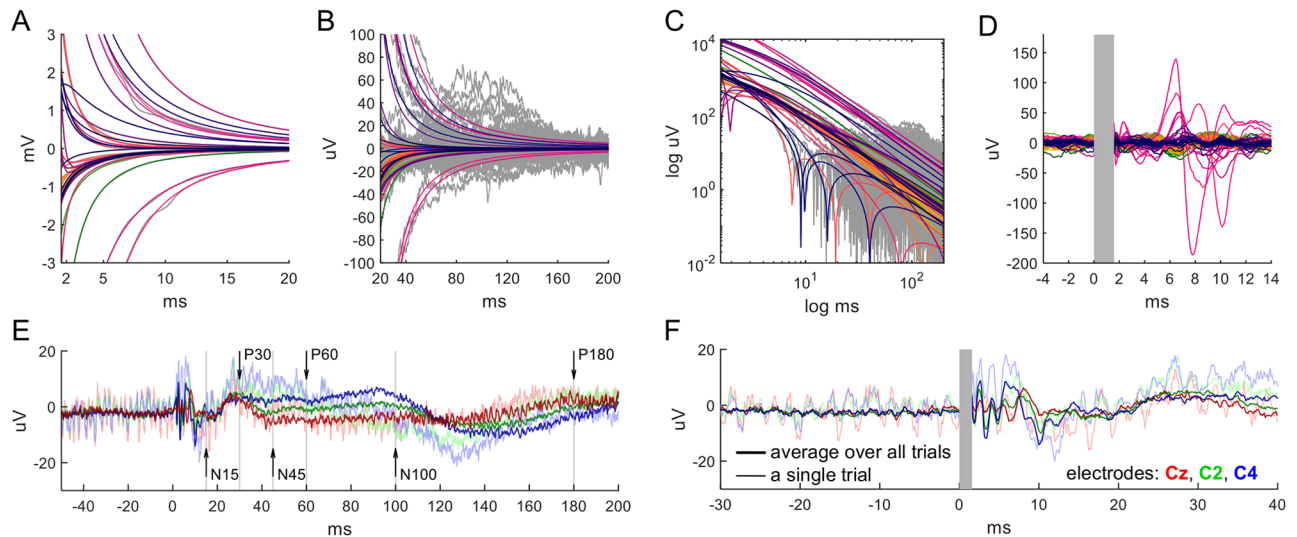 A
3
2
1
0
-1
-2
-3
mV
2
5
10
15
20
ms
B
100
80
60
40
20
0
-20
-40
-60
-80
-100
uV
20
40
80
120
160
200
ms
C
10^4
10^2
10^0
10^-2
log uV
10^1
10^2
log ms
D
150
100
50
0
-50
-100
-150
-200
uV
-4
-2
0
2
4
6
8
10
12
14
ms
E
20
0
-20
uV
P30
P60
P180
N15
N45
N100
-40
-20
0
20
40
60
80
100
120
140
160
180
200
ms
F
20
0
-20
uV
average over all trials
a single trial
electrodes: Cz, C2, C4
-30
-20
-10
0
10
20
30
40
ms